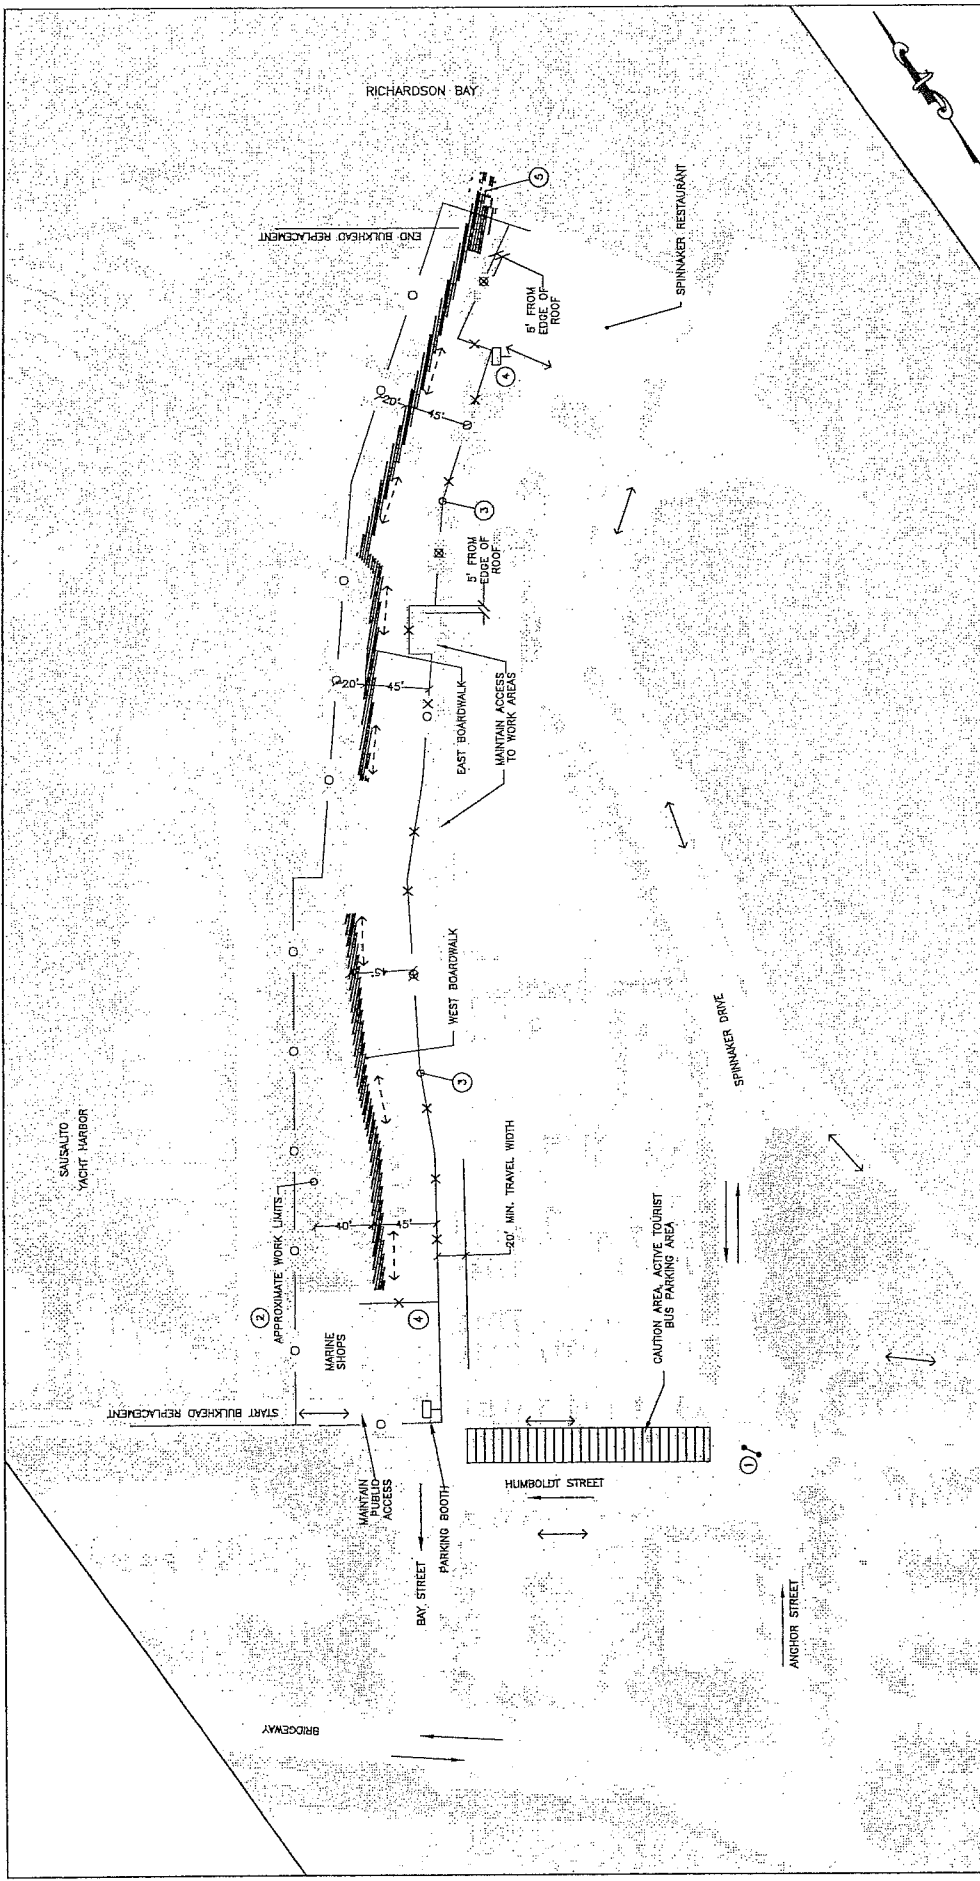 RICHARDSON BAY
END BULKHEAD REPLACEMENT
5
SPINNAKER RESTAURANT
5' FROM
EDGE OF
ROOF
4
20'
45'
3
5' FROM
EDGE OF
ROOF
20'
45'
EAST BOARDWALK
MAINTAIN ACCESS
TO WORK AREAS
SAUSALITO
YACHT HARBOR
WEST BOARDWALK
3
SPINNAKER DRIVE
APPROXIMATE WORK LIMITS
2
40'
45'
20' MIN. TRAVEL WIDTH
MARINE
SHOPS
4
CAUTION AREA, ACTIVE TOURIST
BUS PARKING AREA
START BULKHEAD REPLACEMENT
MAINTAIN
PUBLIC
ACCESS
PARKING BOOTH
BAY STREET
HUMBOLDT STREET
1
ANCHOR STREET
BRIDGEWAY